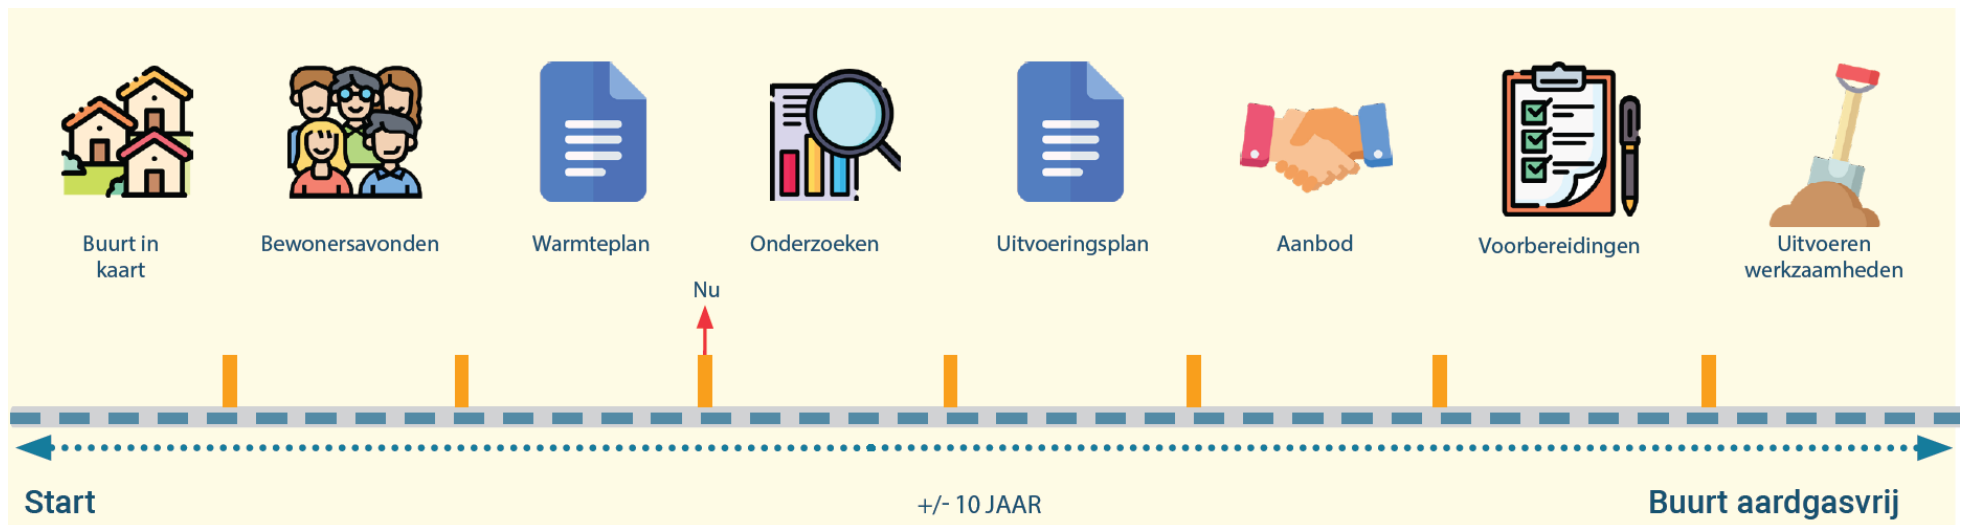 Buurt in
kaart
Bewonersavonden
Warmteplan
Onderzoeken
Uitvoeringsplan
Aanbod
Voorbereidingen
Uitvoeren
werkzaamheden
Nu
Start
+/- 10 JAAR
Buurt aardgasvrij